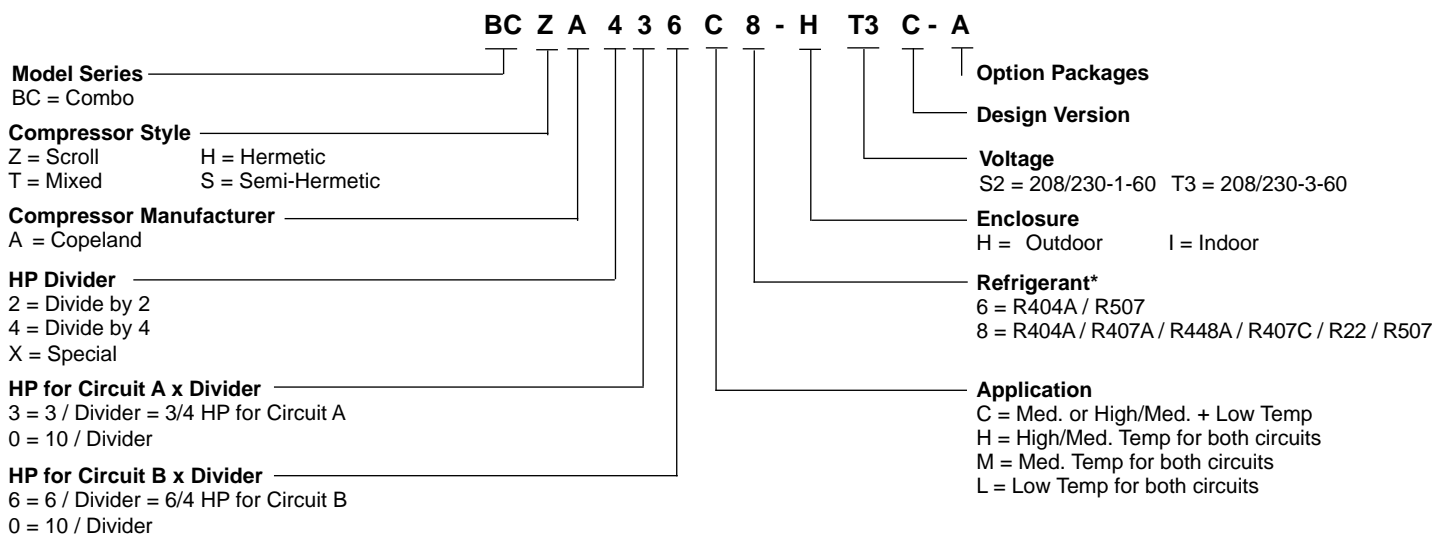 BC Z A 4 3 6 C 8 - H T3 C - A
Model Series
BC = Combo
Compressor Style
Z = Scroll H = Hermetic
T = Mixed S = Semi-Hermetic
Compressor Manufacturer
A = Copeland
HP Divider
2 = Divide by 2
4 = Divide by 4
X = Special
HP for Circuit A x Divider
3 = 3 / Divider = 3/4 HP for Circuit A
0 = 10 / Divider
HP for Circuit B x Divider
6 = 6 / Divider = 6/4 HP for Circuit B
0 = 10 / Divider
Option Packages
Design Version
Voltage
S2 = 208/230-1-60 T3 = 208/230-3-60
Enclosure
H = Outdoor I = Indoor
Refrigerant*
6 = R404A / R507
8 = R404A / R407A / R448A / R407C / R22 / R507
Application
C = Med. or High/Med. + Low Temp
H = High/Med. Temp for both circuits
M = Med. Temp for both circuits
L = Low Temp for both circuits